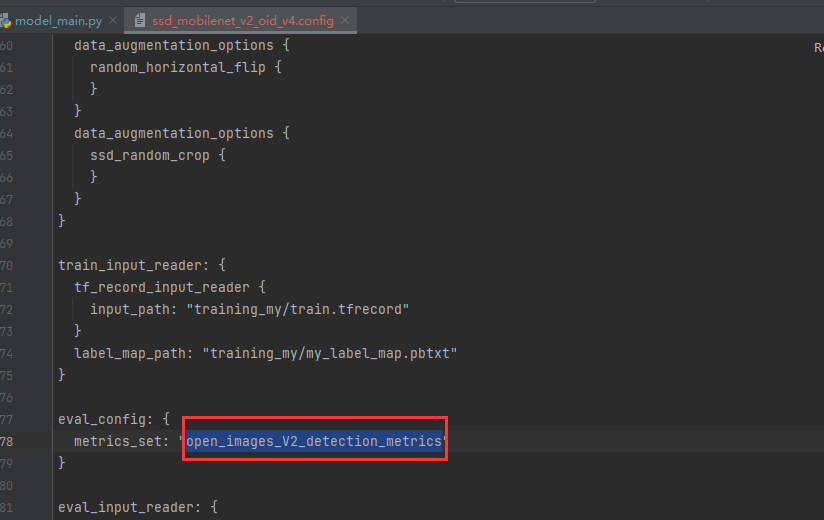 model_main.py × ssd_mobilenet_v2_oid_v4.config ×
60 data_augmentation_options {
61 random_horizontal_flip {
62 }
63 }
64 data_augmentation_options {
65 ssd_random_crop {
66 }
67 }
68 }
69
70 train_input_reader: {
71 tf_record_input_reader {
72 input_path: "training_my/train.tfrecord"
73 }
74 label_map_path: "training_my/my_label_map.pbtxt"
75 }
76
77 eval_config: {
78 metrics_set: "open_images_V2_detection_metrics"
79 }
80
81 eval_input_reader: {